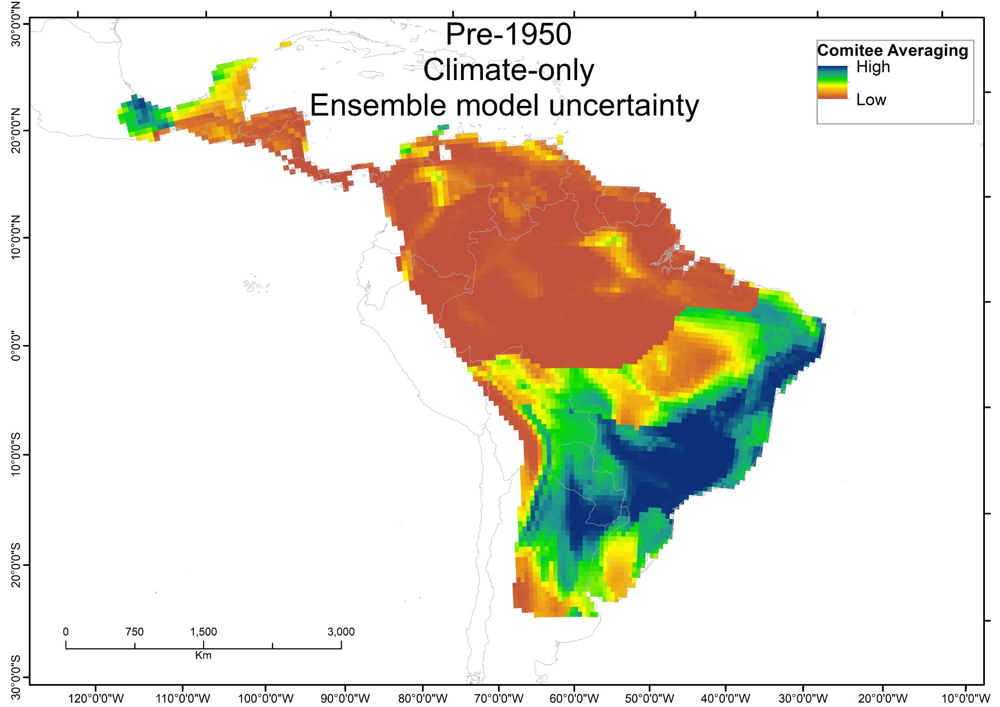 Pre-1950
Climate-only
Ensemble model uncertainty
Comitee Averaging
High
Low
30°0'0"N
20°0'0"N
10°0'0"N
0°0'0"
10°0'0"S
20°0'0"S
30°0'0"S
0 750 1,500 3,000
Km
120°0'0"W 110°0'0"W 100°0'0"W 90°0'0"W 80°0'0"W 70°0'0"W 60°0'0"W 50°0'0"W 40°0'0"W 30°0'0"W 20°0'0"W 10°0'0"W